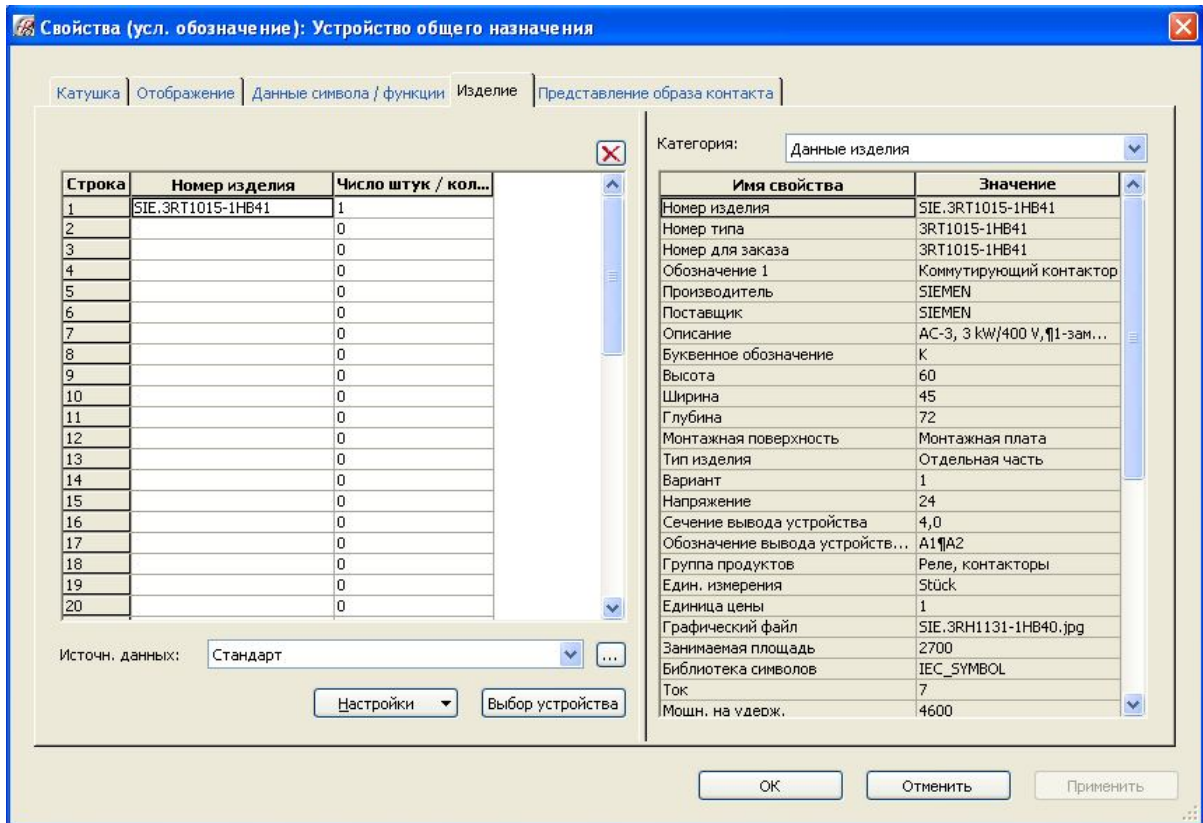 Свойства (усл. обозначение): Устройство общего назначения
Катушка Отображение Данные символа / функции Изделие Представление образа контакта
Категория: Данные изделия
Строка Номер изделия Число штук / кол...
1 SIE.3RT1015-1HB41 1
2 0
3 0
4 0
5 0
6 0
7 0
8 0
9 0
10 0
11 0
12 0
13 0
14 0
15 0
16 0
17 0
18 0
19 0
20 0
Источн. данных: Стандарт ...
Настройки Выбор устройства
Имя свойства Значение
Номер изделия SIE.3RT1015-1HB41
Номер типа 3RT1015-1HB41
Номер для заказа 3RT1015-1HB41
Обозначение 1 Коммутирующий контактор
Производитель SIEMEN
Поставщик SIEMEN
Описание AC-3, 3 kW/400 V,¶1-зам...
Буквенное обозначение K
Высота 60
Ширина 45
Глубина 72
Монтажная поверхность Монтажная плата
Тип изделия Отдельная часть
Вариант 1
Напряжение 24
Сечение вывода устройства 4,0
Обозначение вывода устройств... A1¶A2
Группа продуктов Реле, контакторы
Един. измерения Stück
Единица цены 1
Графический файл SIE.3RH1131-1HB40.jpg
Занимаемая площадь 2700
Библиотека символов IEC_SYMBOL
Ток 7
Мощн. на удерж. 4600
OK Отменить Применить